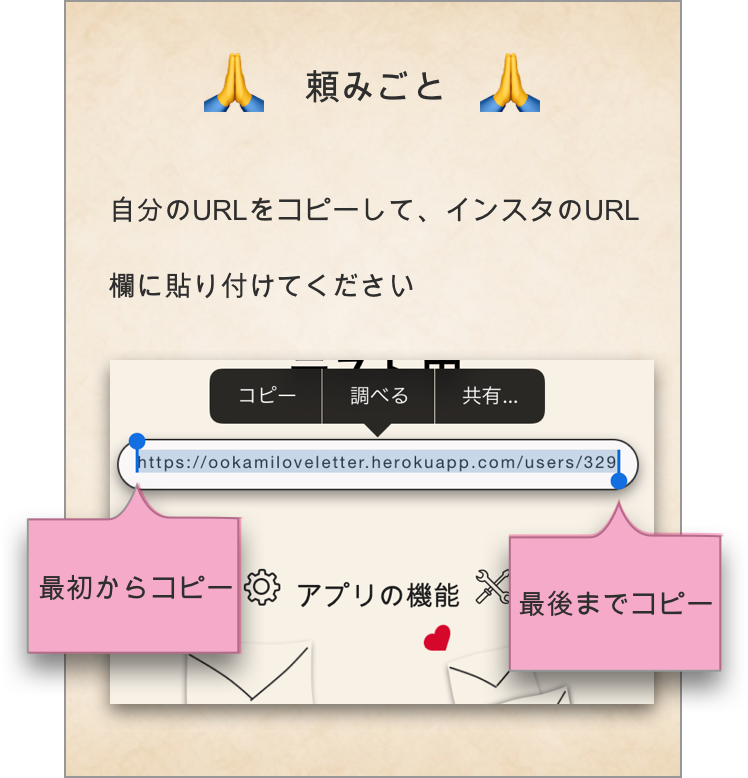 頼みごと
自分のURLをコピーして、インスタのURL
欄に貼り付けてください
コピー 調べる 共有...
https://ookamiloveletter.herokuapp.com/users/329
最初からコピー
アプリの機能
最後までコピー